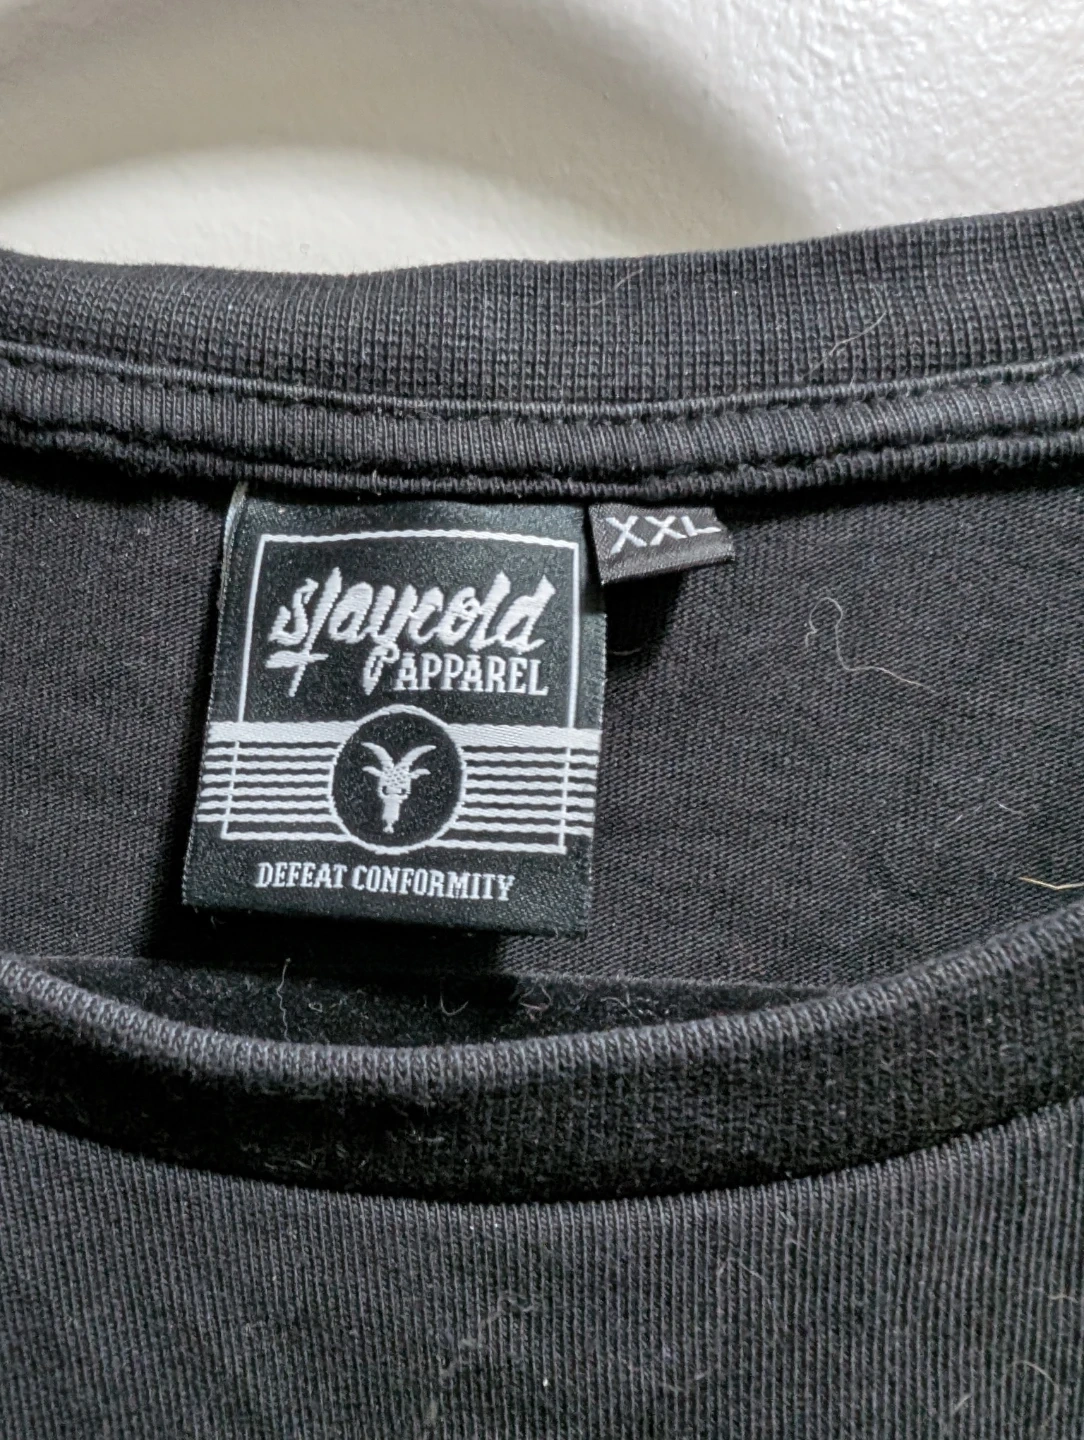 staycold
APPAREL
DEFEAT CONFORMITY
XXL